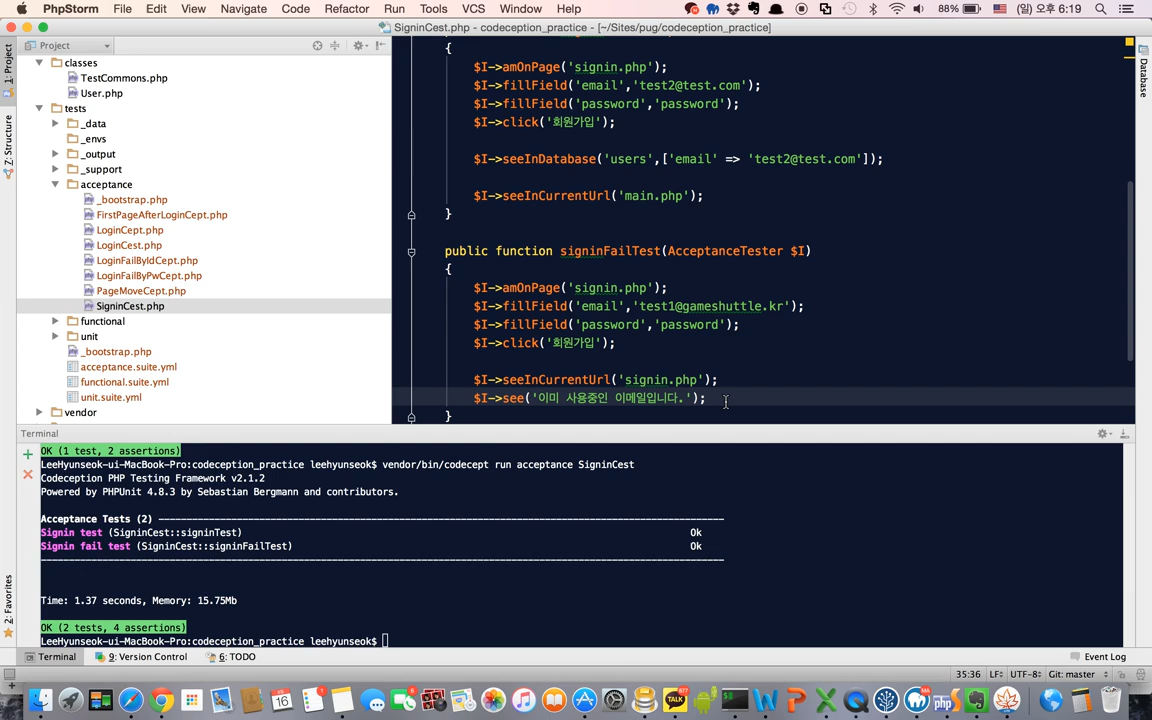 PhpStorm File Edit View Navigate Code Refactor Run Tools VCS Window Help 88% (일) 오후 6:19
SigninCest.php - codeception_practice - [~/Sites/pug/codeception_practice]
Project
classes
TestCommons.php
User.php
tests
_data
_envs
_output
_support
acceptance
_bootstrap.php
FirstPageAfterLoginCept.php
LoginCept.php
LoginCest.php
LoginFailByIdCept.php
LoginFailByPwCept.php
PageMoveCept.php
SigninCest.php
functional
unit
_bootstrap.php
acceptance.suite.yml
functional.suite.yml
unit.suite.yml
vendor
1: Project
7: Structure
2: Favorites
Database
{
$I->amOnPage('signin.php');
$I->fillField('email','test2@test.com');
$I->fillField('password','password');
$I->click('회원가입');
$I->seeInDatabase('users',['email' => 'test2@test.com']);
$I->seeInCurrentUrl('main.php');
}
public function signinFailTest(AcceptanceTester $I)
{
$I->amOnPage('signin.php');
$I->fillField('email','test1@gameshuttle.kr');
$I->fillField('password','password');
$I->click('회원가입');
$I->seeInCurrentUrl('signin.php');
$I->see('이미 사용중인 이메일입니다.');
}
Terminal
OK (1 test, 2 assertions)
LeeHyunseok-ui-MacBook-Pro:codeception_practice leehyunseok$ vendor/bin/codecept run acceptance SigninCest
Codeception PHP Testing Framework v2.1.2
Powered by PHPUnit 4.8.3 by Sebastian Bergmann and contributors.
Acceptance Tests (2)
Signin test (SigninCest::signinTest) Ok
Signin fail test (SigninCest::signinFailTest) Ok
Time: 1.37 seconds, Memory: 15.75Mb
OK (2 tests, 4 assertions)
LeeHyunseok-ui-MacBook-Pro:codeception_practice leehyunseok$
Terminal 9: Version Control 6: TODO Event Log
35:36 LF UTF-8 Git: master